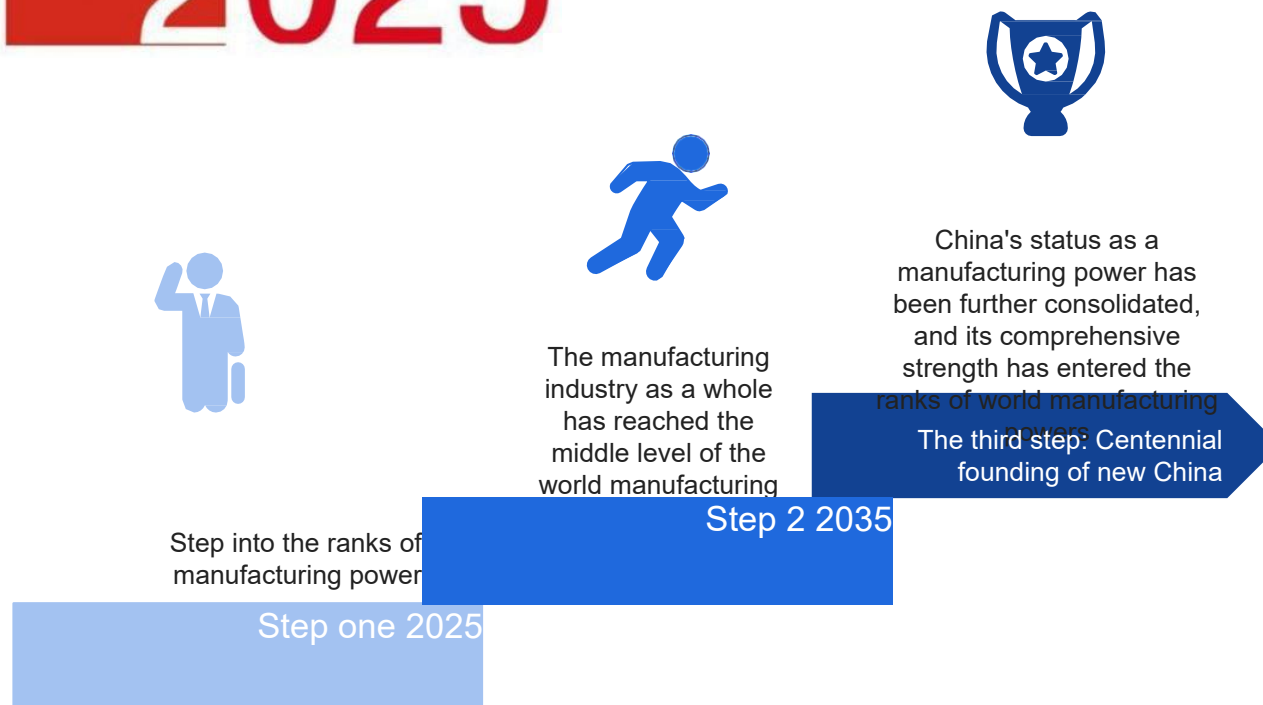 2025
China's status as a
manufacturing power has
been further consolidated,
and its comprehensive
strength has entered the
ranks of world manufacturing
powers
The third step: Centennial
founding of new China
The manufacturing
industry as a whole
has reached the
middle level of the
world manufacturing
Step 2 2035
Step into the ranks of
manufacturing power
Step one 2025